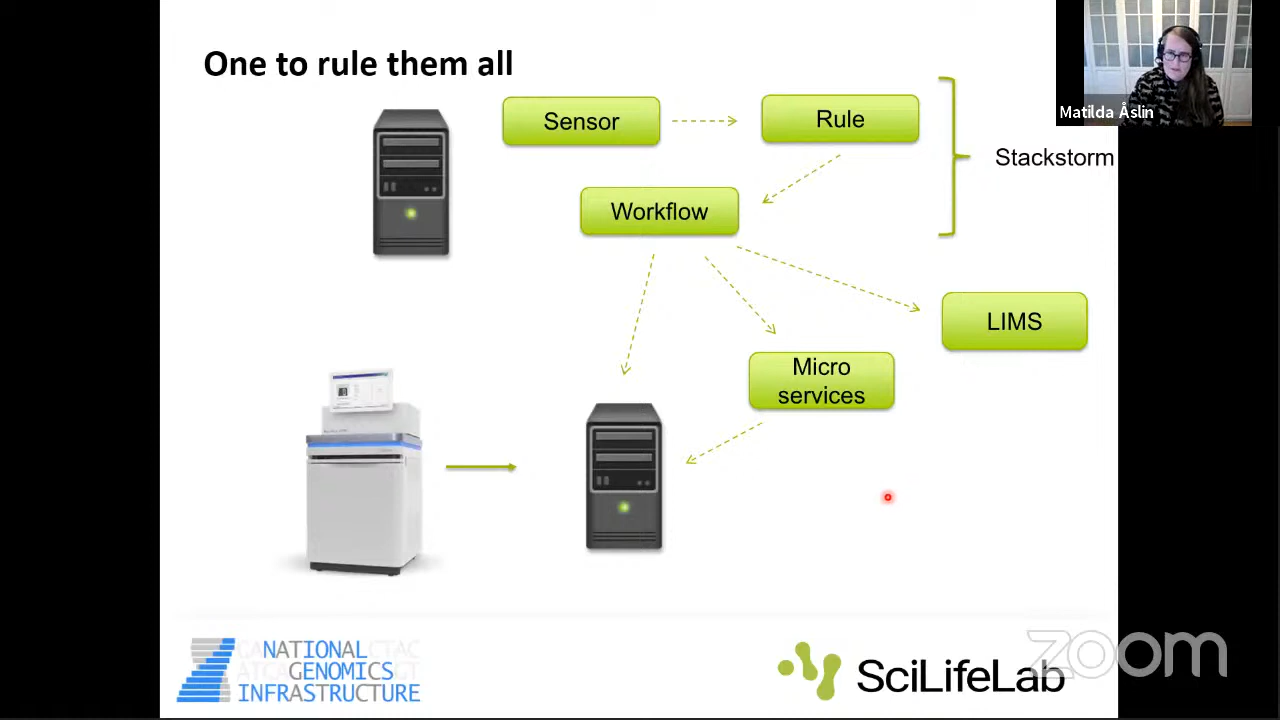 One to rule them all
Sensor
Rule
Matilda Åslin
Stackstorm
Workflow
LIMS
Micro
services
NATIONAL
GENOMICS
INFRASTRUCTURE
SciLifeLab
zoom